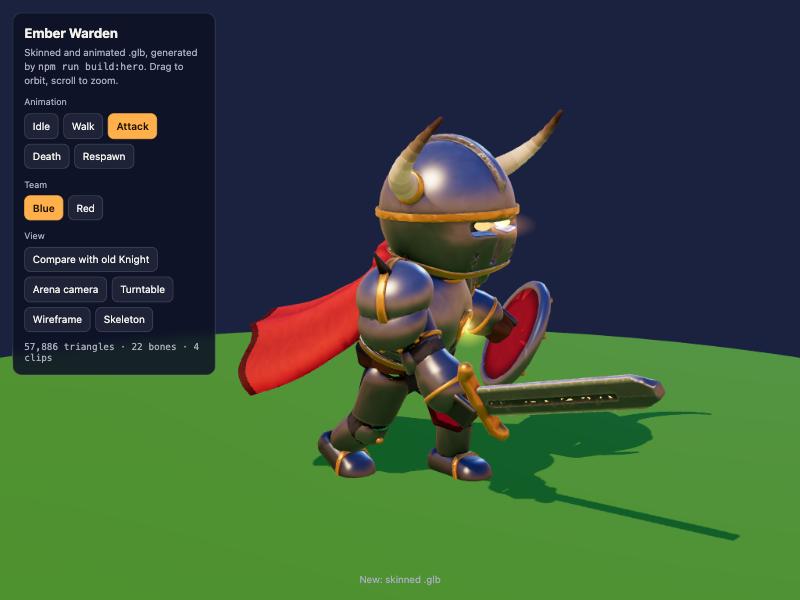 Ember Warden
Skinned and animated .glb, generated
by npm run build:hero. Drag to
orbit, scroll to zoom.
Animation
Idle Walk Attack
Death Respawn
Team
Blue Red
View
Compare with old Knight
Arena camera Turntable
Wireframe Skeleton
57,886 triangles · 22 bones · 4
clips
New: skinned .glb